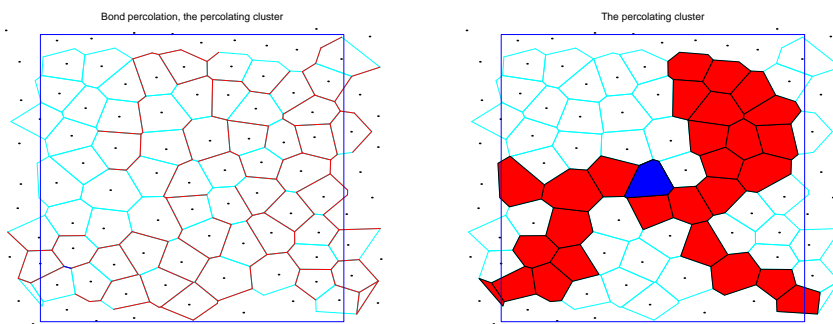 Bond percolation, the percolating cluster
The percolating cluster